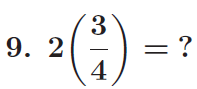 9. 2(3/4) = ?